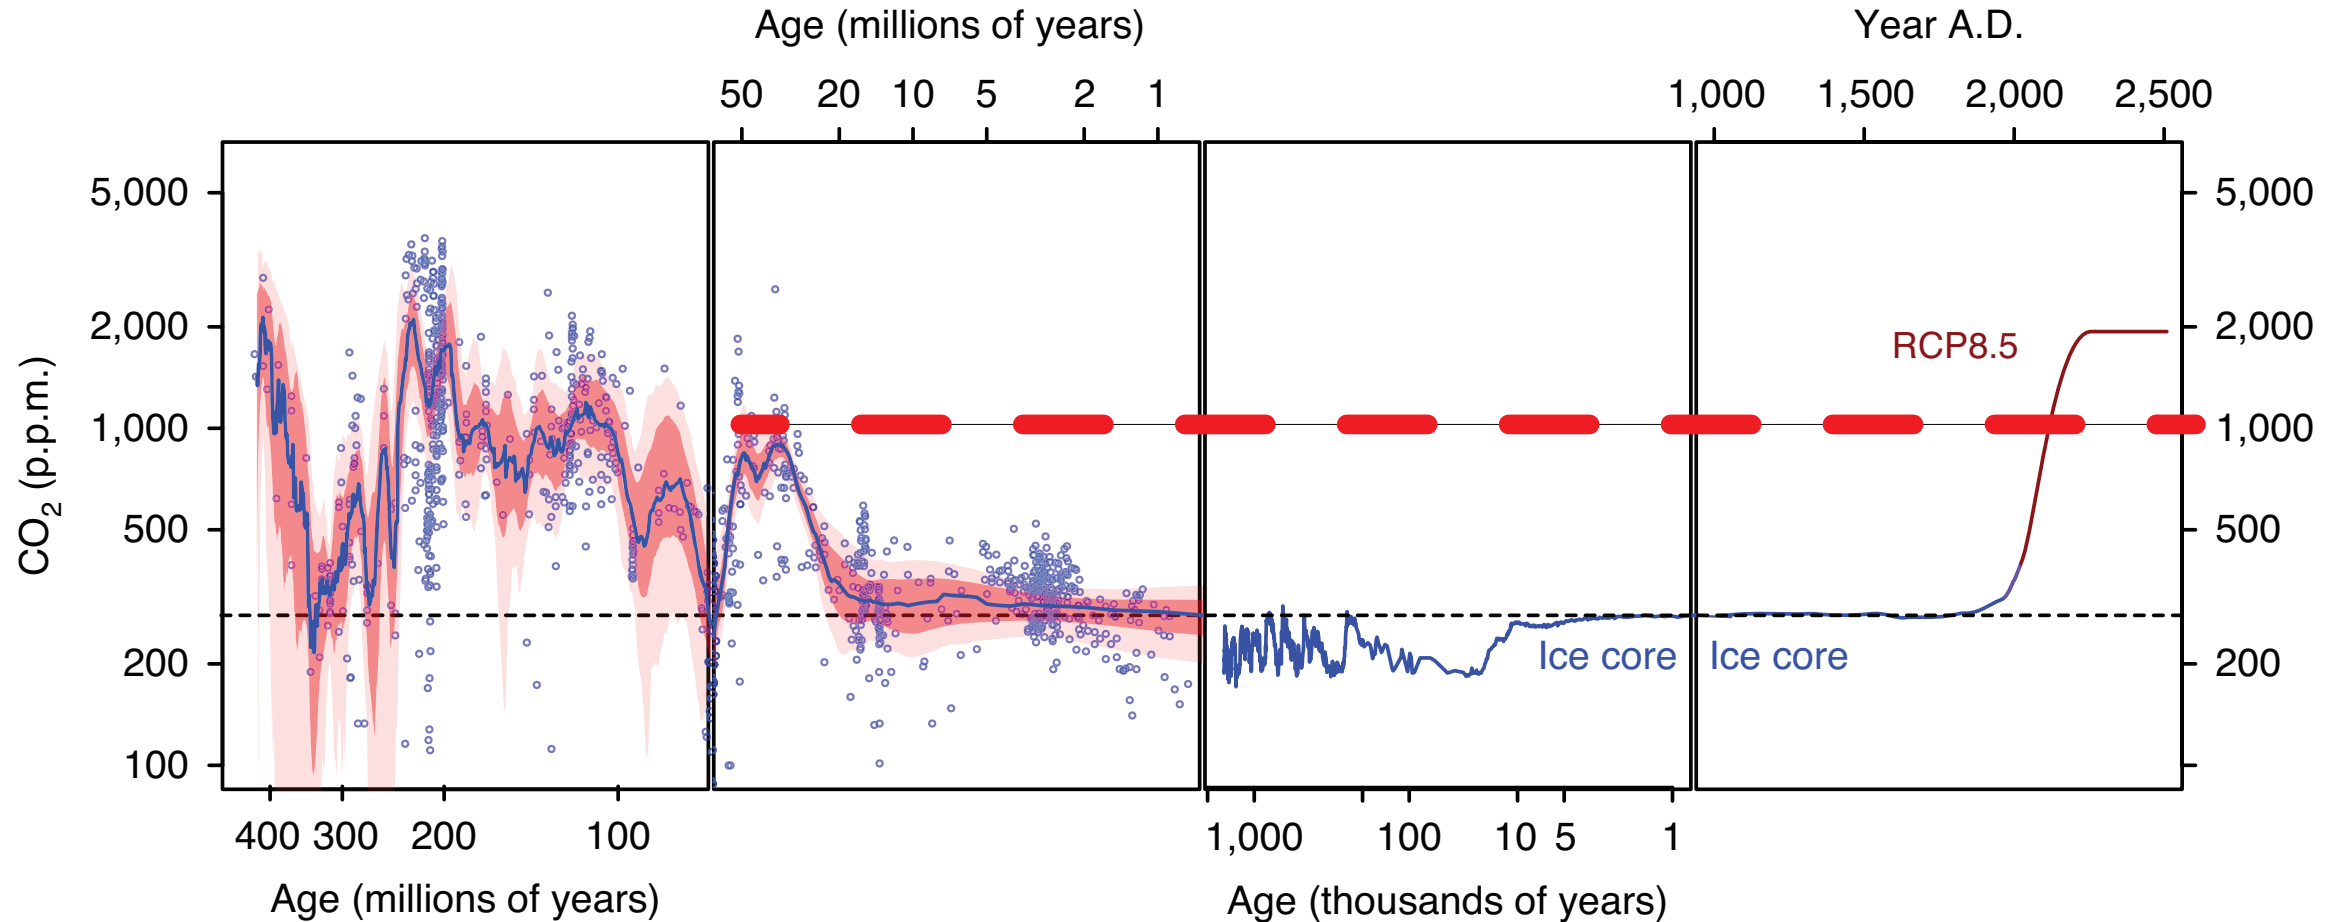 Age (millions of years)
Year A.D.
50 20 10 5 2 1
1,000 1,500 2,000 2,500
5,000
2,000
1,000
500
200
100
CO2 (p.p.m.)
RCP8.5
Ice core
Ice core
5,000
2,000
1,000
500
200
400 300 200 100
1,000 100 10 5 1
Age (millions of years)
Age (thousands of years)